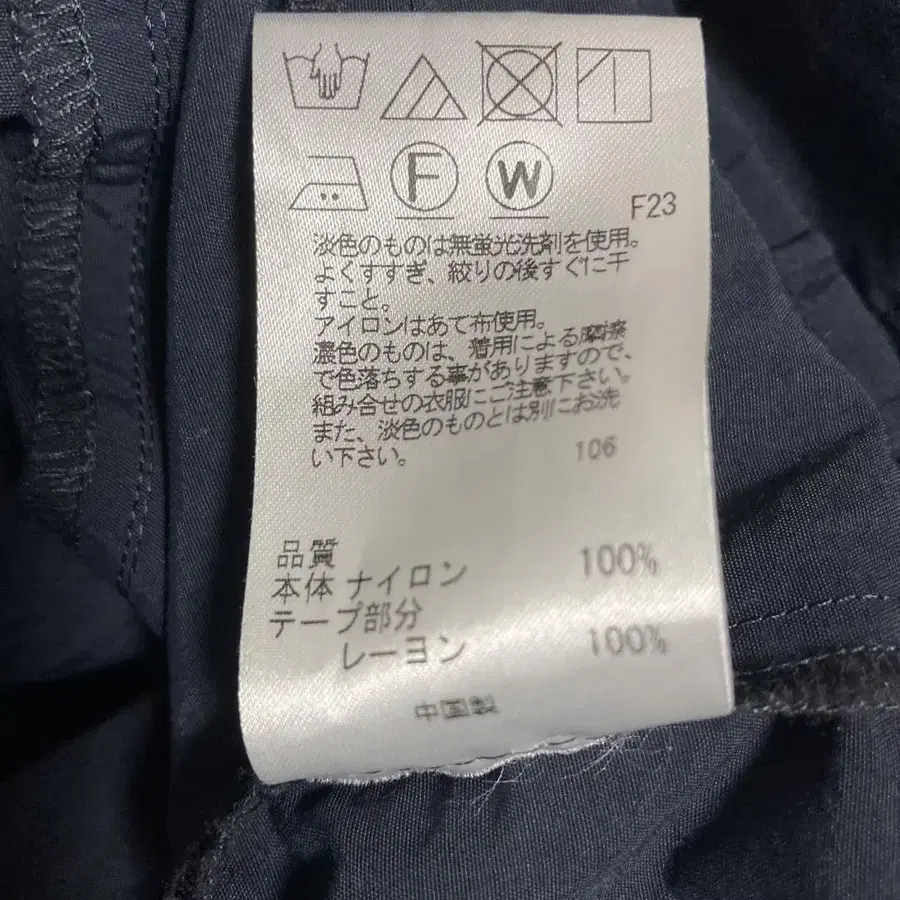 F W
F23
淡色のものは無蛍光洗剤を使用。
よくすすぎ、絞りの後すぐに干
すこと。
アイロンはあて布使用。
濃色のものは、着用による摩擦
で色落ちする事がありますので、
組み合せの衣服にご注意下さい。
また、淡色のものとは別にお洗
い下さい。 106
品質
本体 ナイロン 100%
テープ部分
レーヨン 100%
中国製